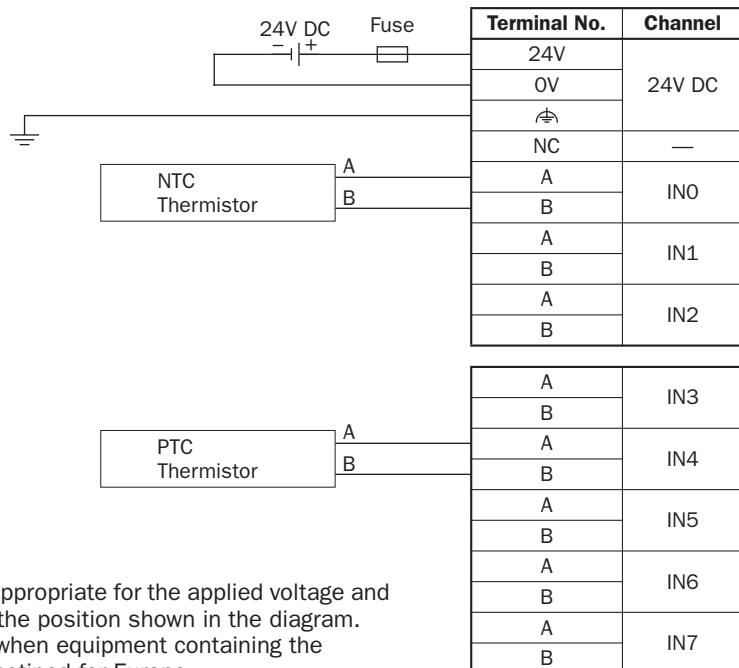 24V DC
Fuse
− +
Terminal No. Channel
24V
0V
24V DC
NC —
NTC
Thermistor
A
B
A
B
IN0
A
B
IN1
A
B
IN2
A
B
IN3
PTC
Thermistor
A
B
A
B
IN4
A
B
IN5
A
B
IN6
A
B
IN7
appropriate for the applied voltage and
the position shown in the diagram.
when equipment containing the
for Europe